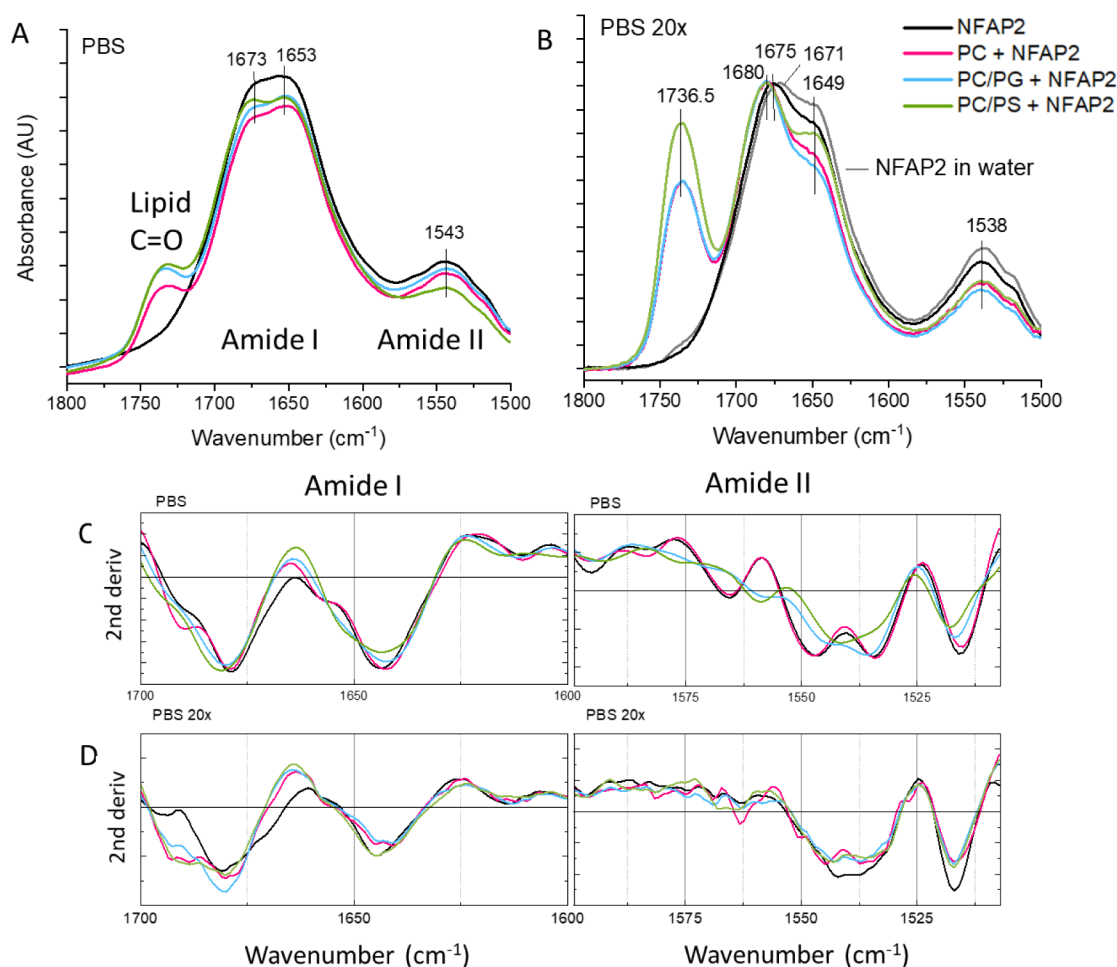 A
PBS
1673
1653
Lipid
C=O
1543
Amide I
Amide II
Absorbance (AU)
1800 1750 1700 1650 1600 1550 1500
Wavenumber (cm⁻¹)
B
PBS 20x
1675
1671
1680
1649
1736.5
NFAP2
PC + NFAP2
PC/PG + NFAP2
PC/PS + NFAP2
NFAP2 in water
1538
1800 1750 1700 1650 1600 1550 1500
Wavenumber (cm⁻¹)
Amide I
Amide II
C
PBS
PBS
2nd deriv
1700 1650 1600
1575 1550 1525
D
PBS 20x
PBS 20x
2nd deriv
1700 1650 1600
1575 1550 1525
Wavenumber (cm⁻¹)
Wavenumber (cm⁻¹)